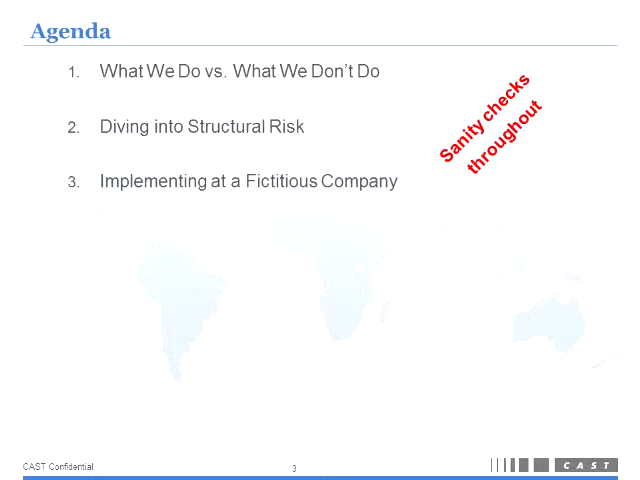 Agenda
1. What We Do vs. What We Don't Do
Sanity checks
throughout
2. Diving into Structural Risk
3. Implementing at a Fictitious Company
CAST Confidential
3
CAST